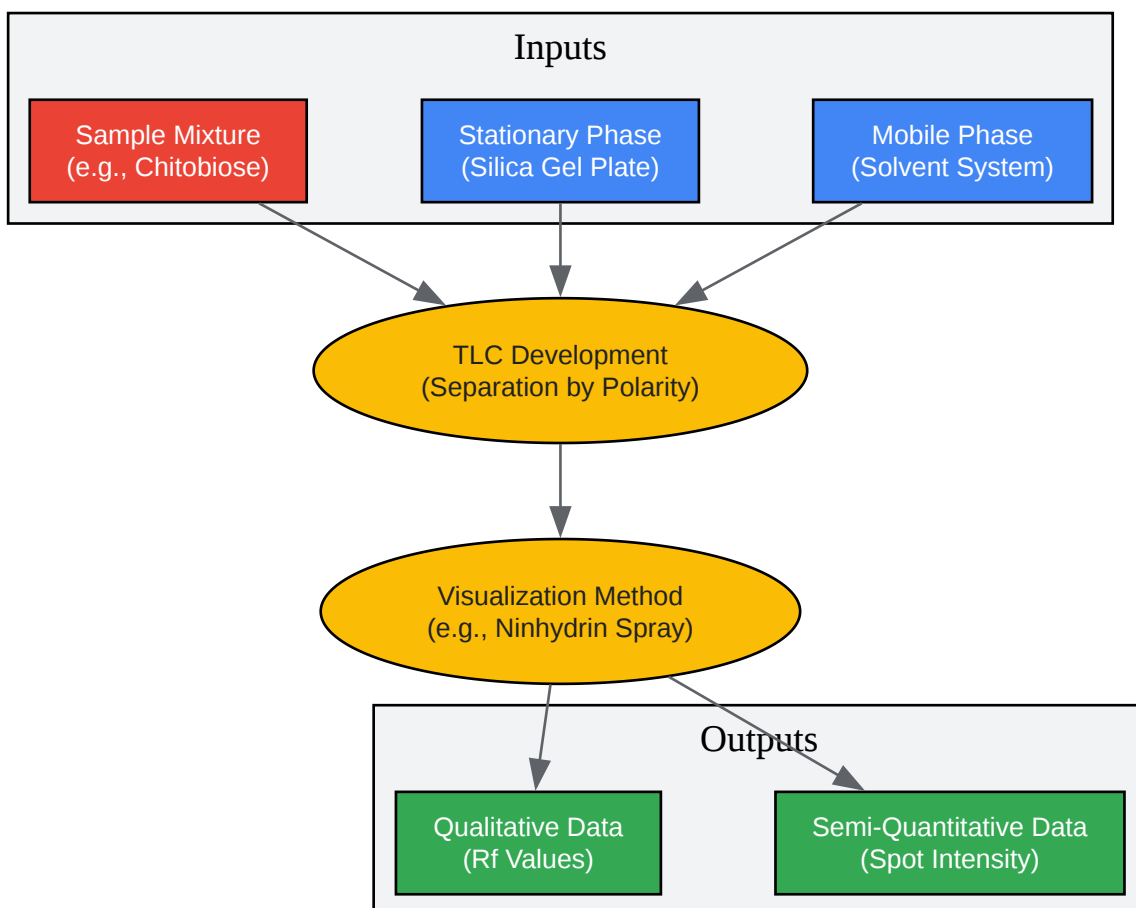 Inputs
Sample Mixture
(e.g., Chitobiose)
Stationary Phase
(Silica Gel Plate)
Mobile Phase
(Solvent System)
TLC Development
(Separation by Polarity)
Visualization Method
(e.g., Ninhydrin Spray)
Outputs
Qualitative Data
(Rf Values)
Semi-Quantitative Data
(Spot Intensity)